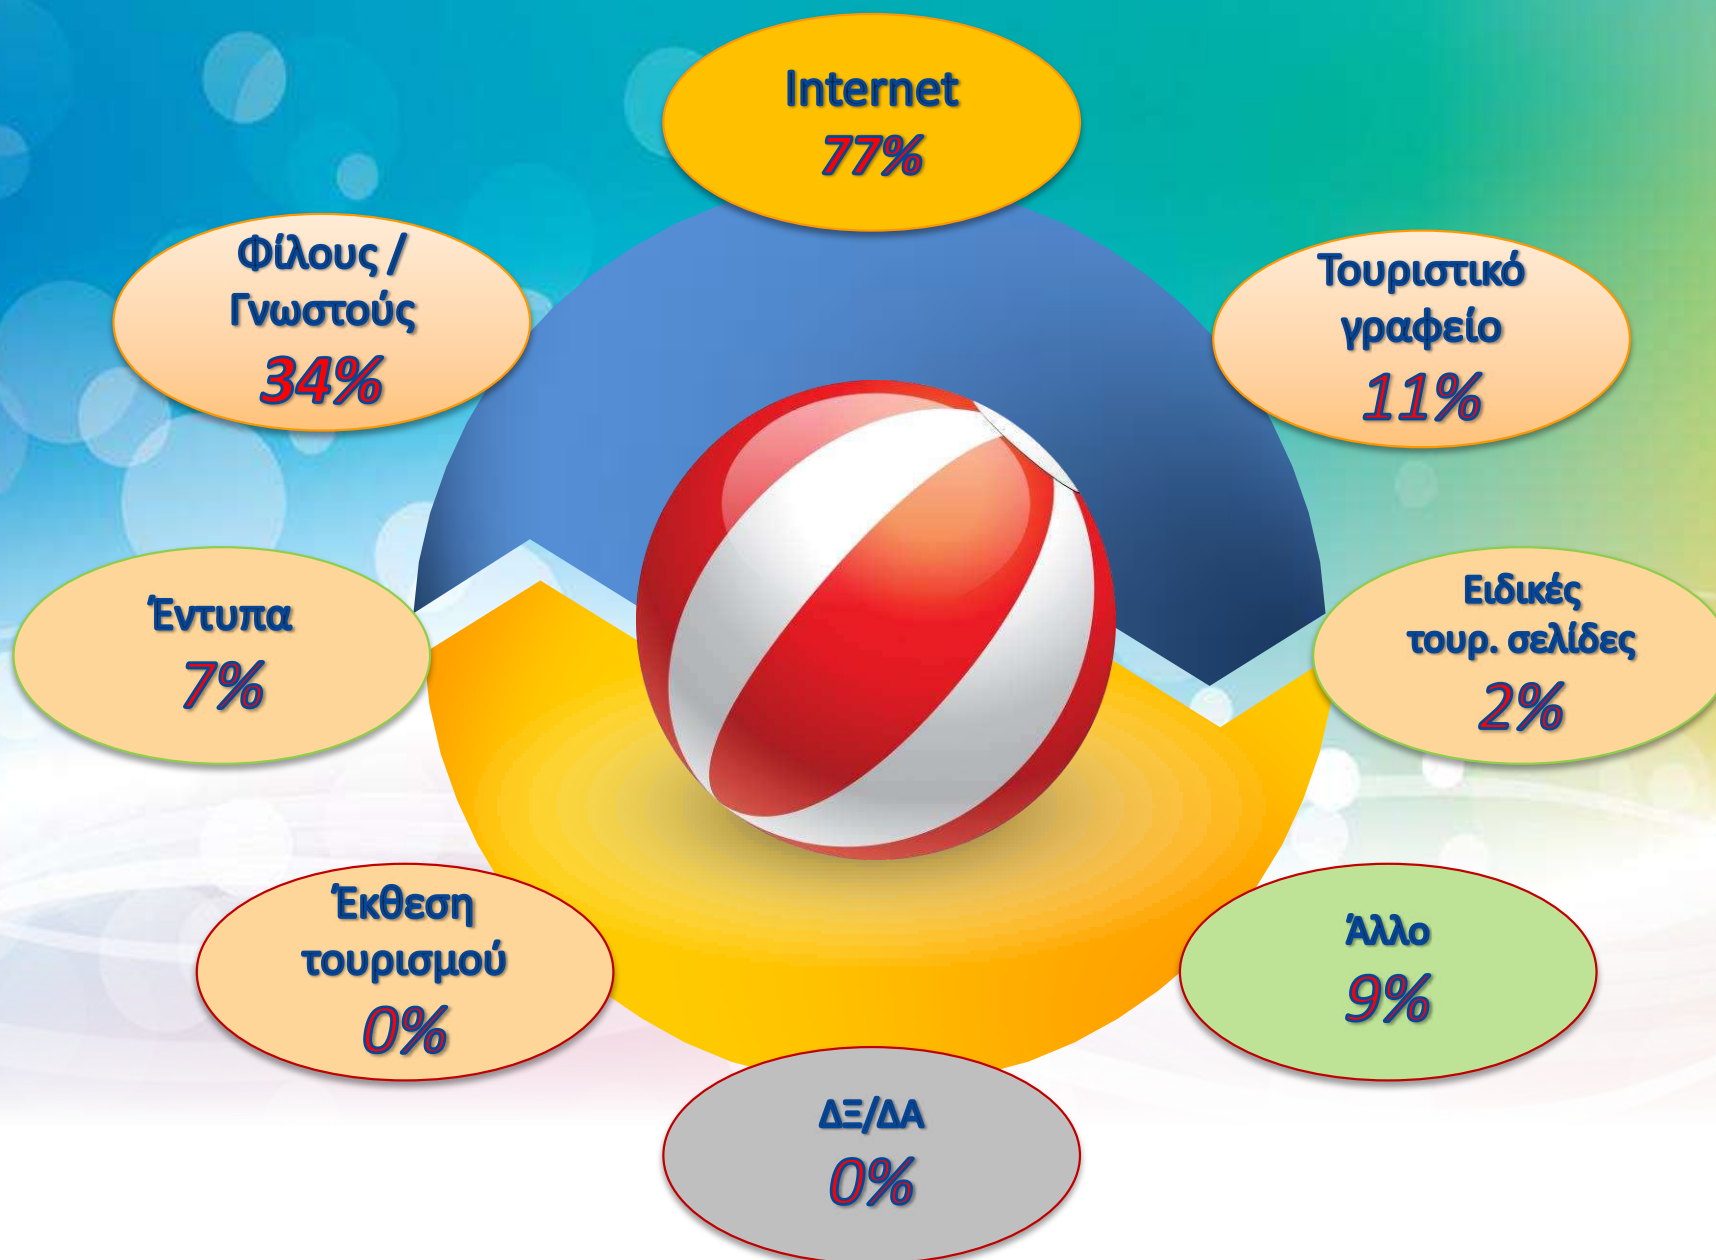 Internet
77%
Φίλους /
Γνωστούς
34%
Τουριστικό
γραφείο
11%
Έντυπα
7%
Ειδικές
τουρ. σελίδες
2%
Έκθεση
τουρισμού
0%
Άλλο
9%
ΔΞ/ΔΑ
0%